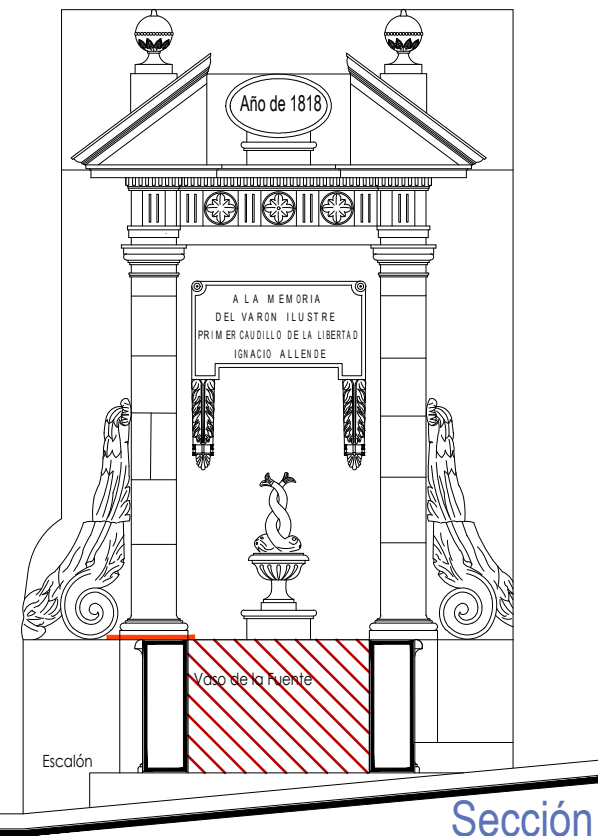 Año de 1818
A LA MEMORIA
DEL VARON ILUSTRE
PRIMER CAUDILLO DE LA LIBERTAD
IGNACIO ALLENDE
Vaso de la Fuente
Escalón
Sección